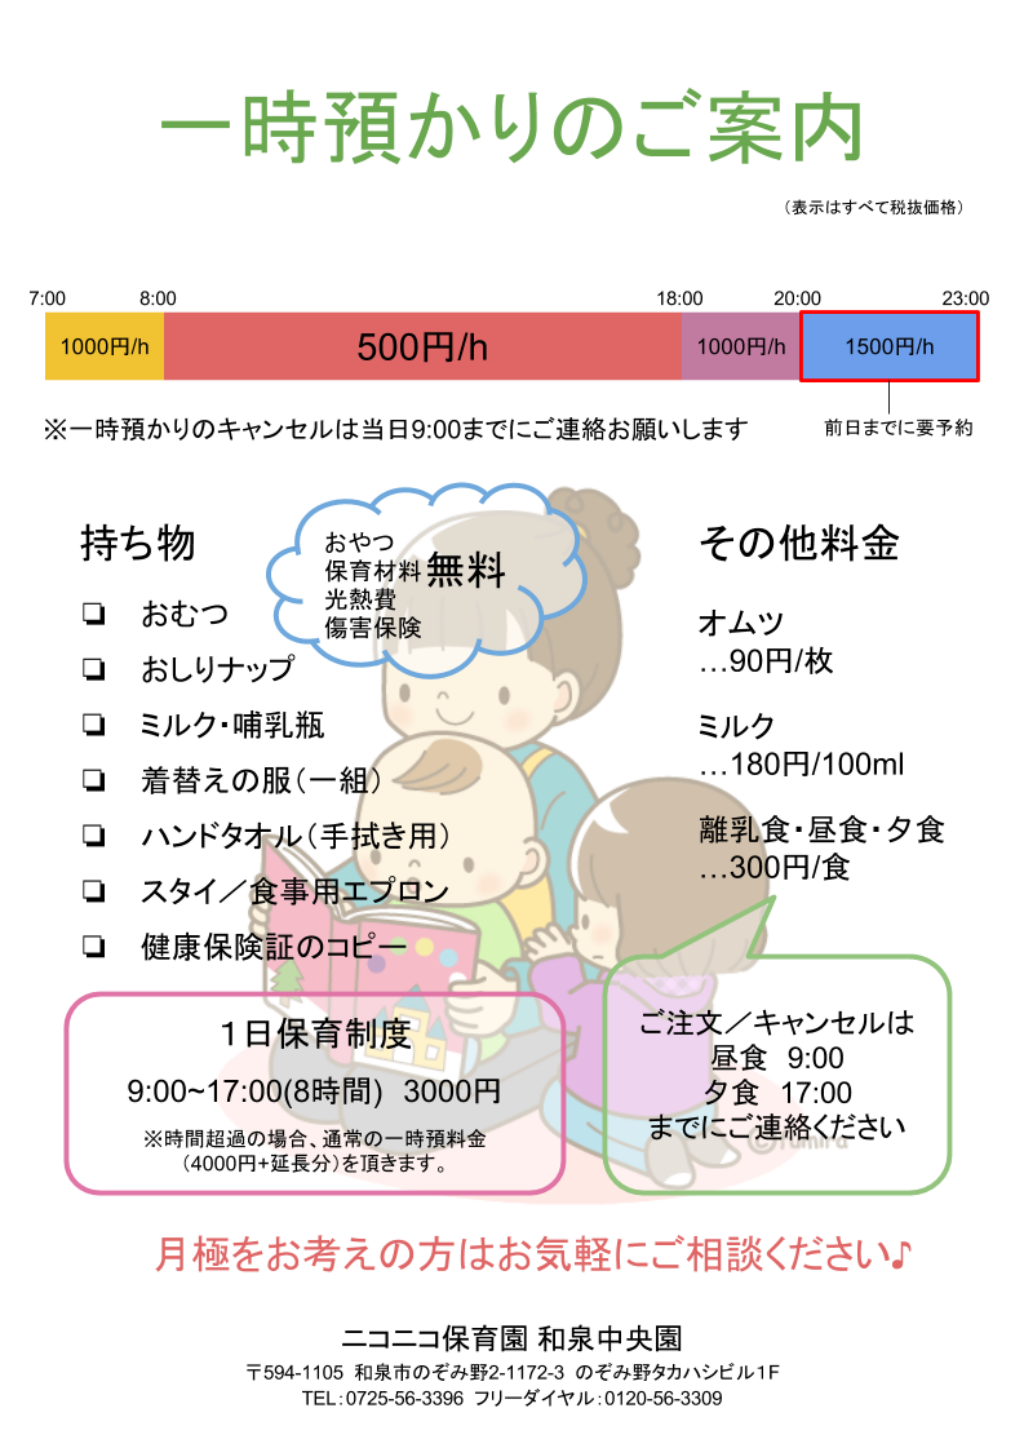 一時預かりのご案内
（表示はすべて税抜価格）
7:00 8:00 18:00 20:00 23:00
1000円/h 500円/h 1000円/h 1500円/h
※一時預かりのキャンセルは当日9:00までにご連絡お願いします
前日までに要予約
持ち物
❏ おむつ
❏ おしりナップ
❏ ミルク・哺乳瓶
❏ 着替えの服（一組）
❏ ハンドタオル（手拭き用）
❏ スタイ／食事用エプロン
❏ 健康保険証のコピー
おやつ
保育材料
光熱費
傷害保険
無料
その他料金
オムツ
…90円/枚
ミルク
…180円/100ml
離乳食・昼食・夕食
…300円/食
１日保育制度
9:00~17:00(8時間) 3000円
※時間超過の場合、通常の一時預料金
（4000円+延長分）を頂きます。
ご注文／キャンセルは
昼食 9:00
夕食 17:00
までにご連絡ください
©fumira
月極をお考えの方はお気軽にご相談ください♪
ニコニコ保育園 和泉中央園
〒594-1105 和泉市のぞみ野2-1172-3 のぞみ野タカハシビル１F
TEL：0725-56-3396 フリーダイヤル：0120-56-3309